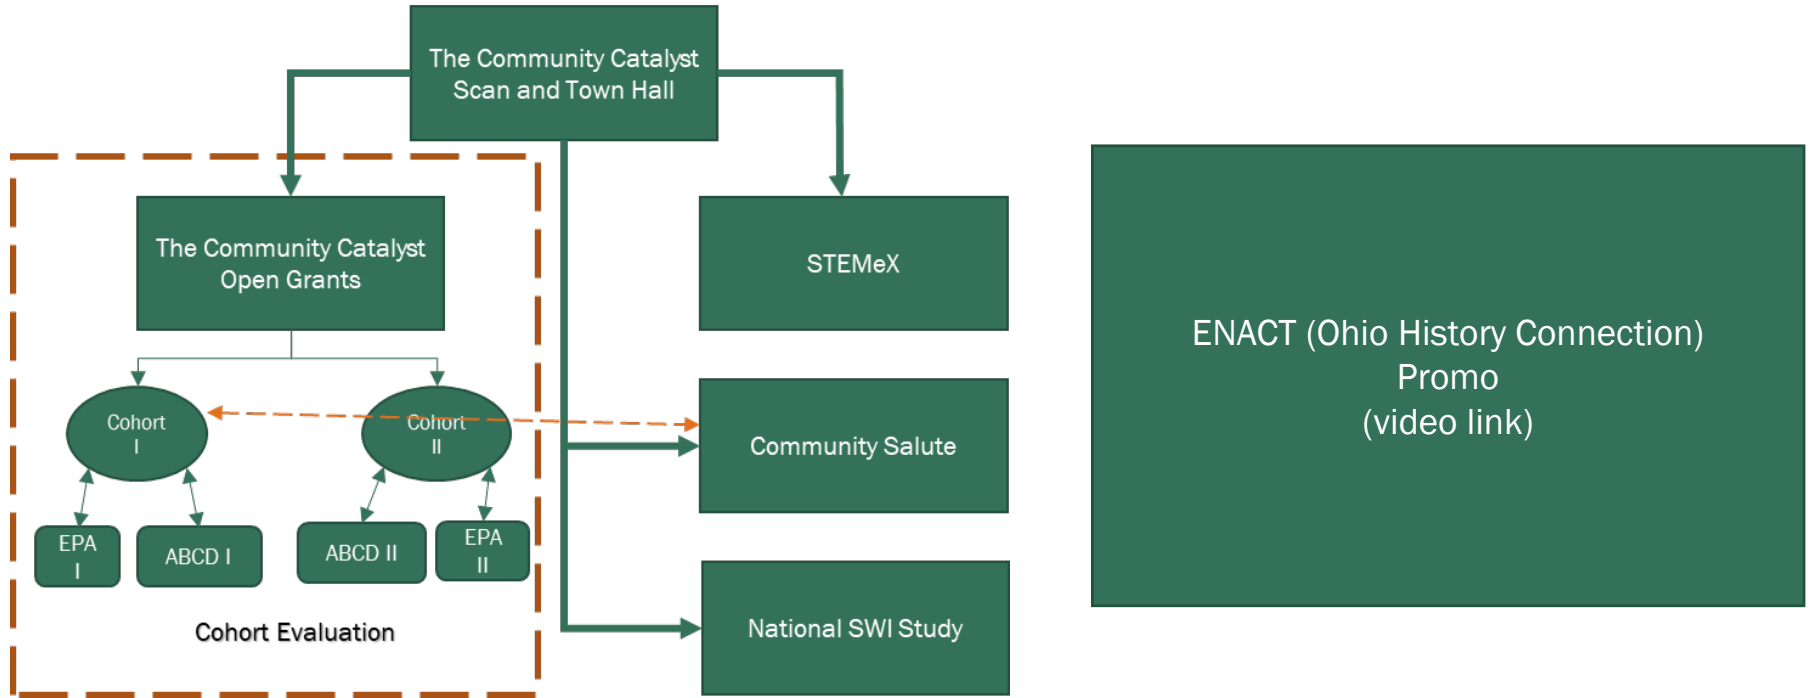 The Community Catalyst
Scan and Town Hall
The Community Catalyst
Open Grants
STEMeX
Cohort
I
Cohort
II
Community Salute
EPA
I
ABCD I
ABCD II
EPA
II
Cohort Evaluation
National SWI Study
ENACT (Ohio History Connection)
Promo
(video link)